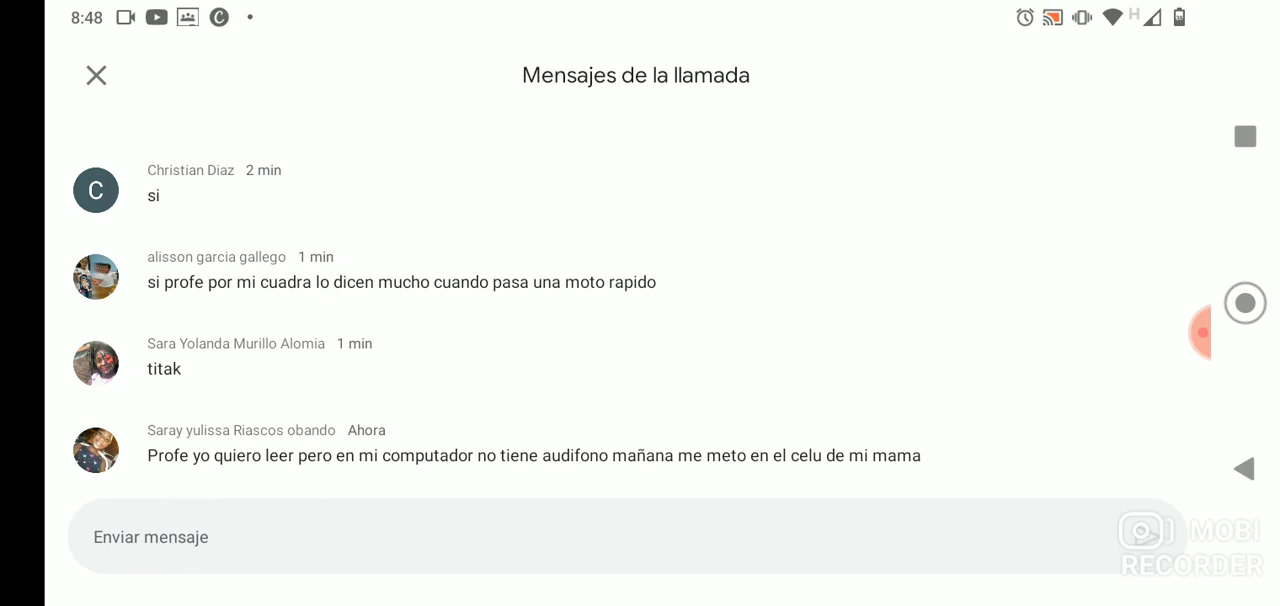 8:48
H
Mensajes de la llamada
C
Christian Diaz 2 min
si
alisson garcia gallego 1 min
si profe por mi cuadra lo dicen mucho cuando pasa una moto rapido
Sara Yolanda Murillo Alomia 1 min
titak
Saray yulissa Riascos obando Ahora
Profe yo quiero leer pero en mi computador no tiene audifono mañana me meto en el celu de mi mama
Enviar mensaje
MOBI
RECORDER